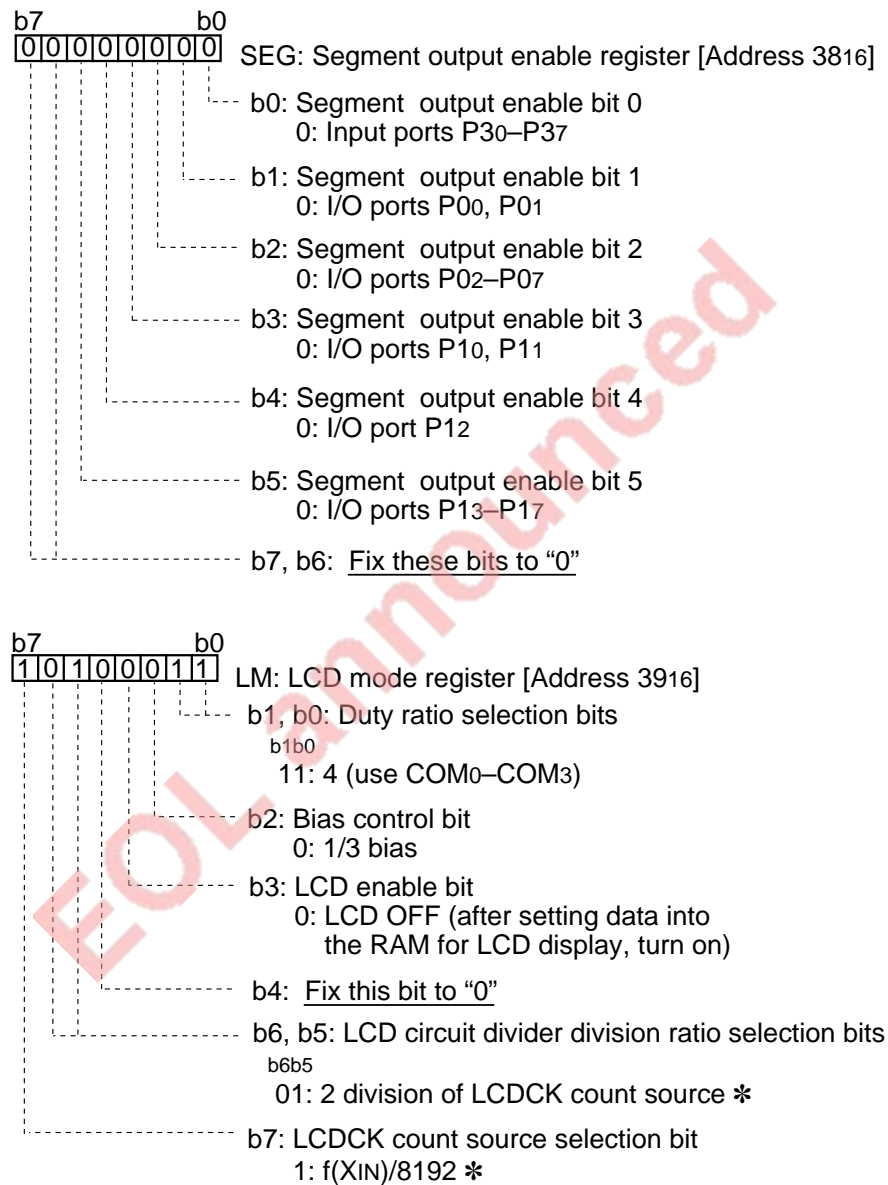 b7 b0
0 0 0 0 0 0 0 0 SEG: Segment output enable register [Address 3816]
b0: Segment output enable bit 0
0: Input ports P30–P37
b1: Segment output enable bit 1
0: I/O ports P00, P01
b2: Segment output enable bit 2
0: I/O ports P02–P07
b3: Segment output enable bit 3
0: I/O ports P10, P11
b4: Segment output enable bit 4
0: I/O port P12
b5: Segment output enable bit 5
0: I/O ports P13–P17
b7, b6: Fix these bits to “0”
b7 b0
1 0 1 0 0 0 1 1 LM: LCD mode register [Address 3916]
b1, b0: Duty ratio selection bits
b1b0
11: 4 (use COM0–COM3)
b2: Bias control bit
0: 1/3 bias
b3: LCD enable bit
0: LCD OFF (after setting data into
the RAM for LCD display, turn on)
b4: Fix this bit to “0”
b6, b5: LCD circuit divider division ratio selection bits
b6b5
01: 2 division of LCDCK count source ✽
b7: LCDCK count source selection bit
1: f(XIN)/8192 ✽
EOL announced